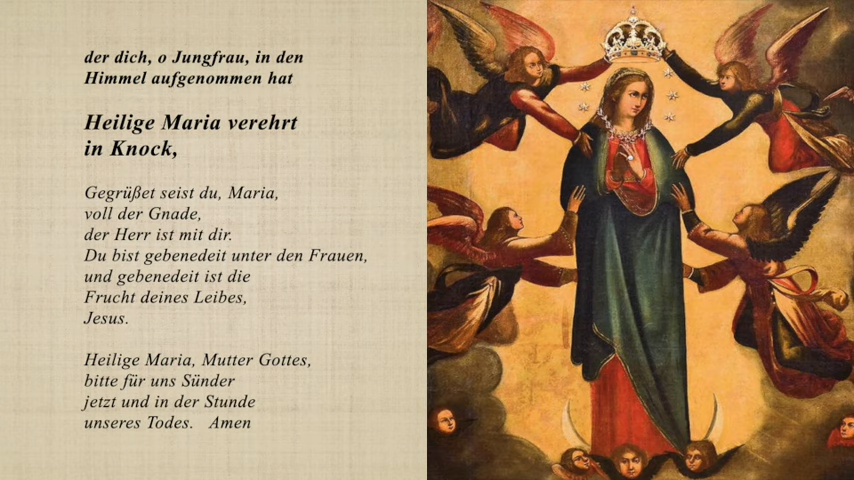 der dich, o Jungfrau, in den
Himmel aufgenommen hat
Heilige Maria verehrt
in Knock,
Gegrüßet seist du, Maria,
voll der Gnade,
der Herr ist mit dir.
Du bist gebenedeit unter den Frauen,
und gebenedeit ist die
Frucht deines Leibes,
Jesus.
Heilige Maria, Mutter Gottes,
bitte für uns Sünder
jetzt und in der Stunde
unseres Todes. Amen